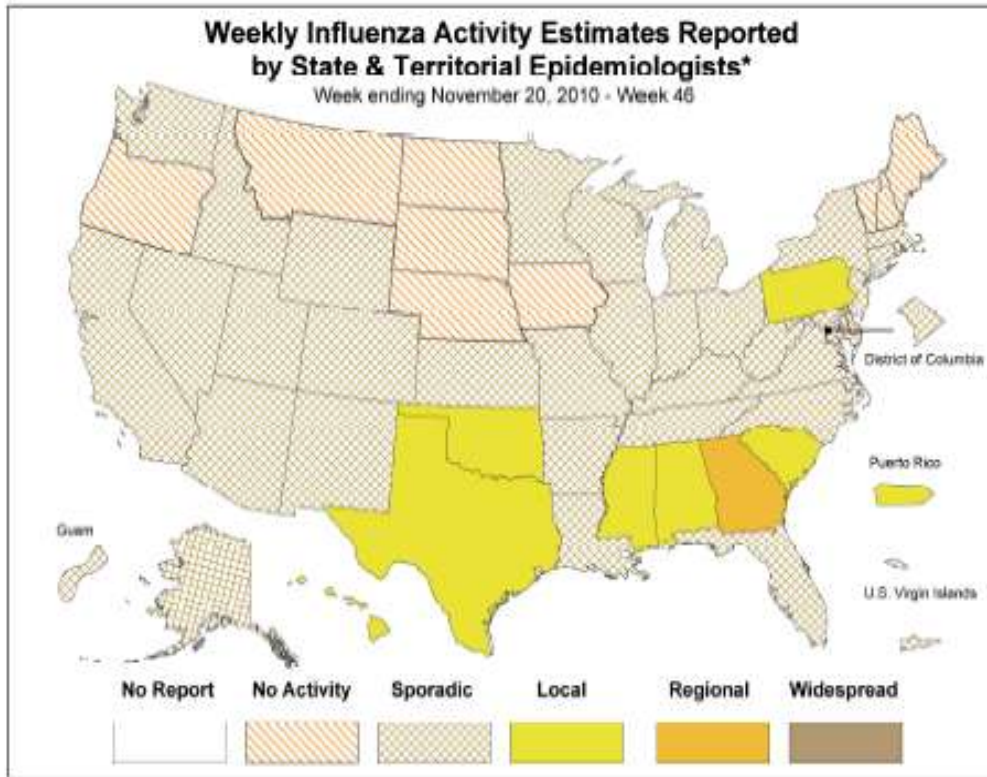 Weekly Influenza Activity Estimates Reported
by State & Territorial Epidemiologists*
Week ending November 20, 2010 - Week 46
District of Columbia
Puerto Rico
Guam
U.S. Virgin Islands
No Report No Activity Sporadic Local Regional Widespread